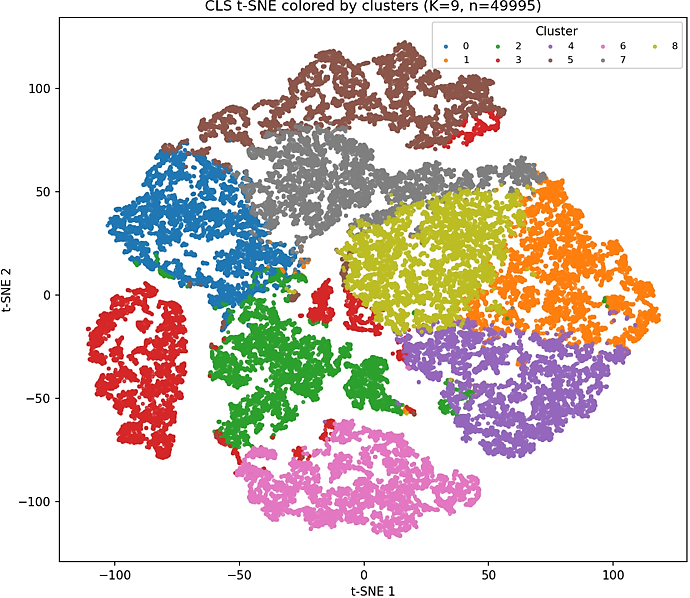 CLS t-SNE colored by clusters (K=9, n=49995)
Cluster
0 2 4 6 8
1 3 5 7
100
50
0
−50
−100
t-SNE 2
−100 −50 0 50 100
t-SNE 1